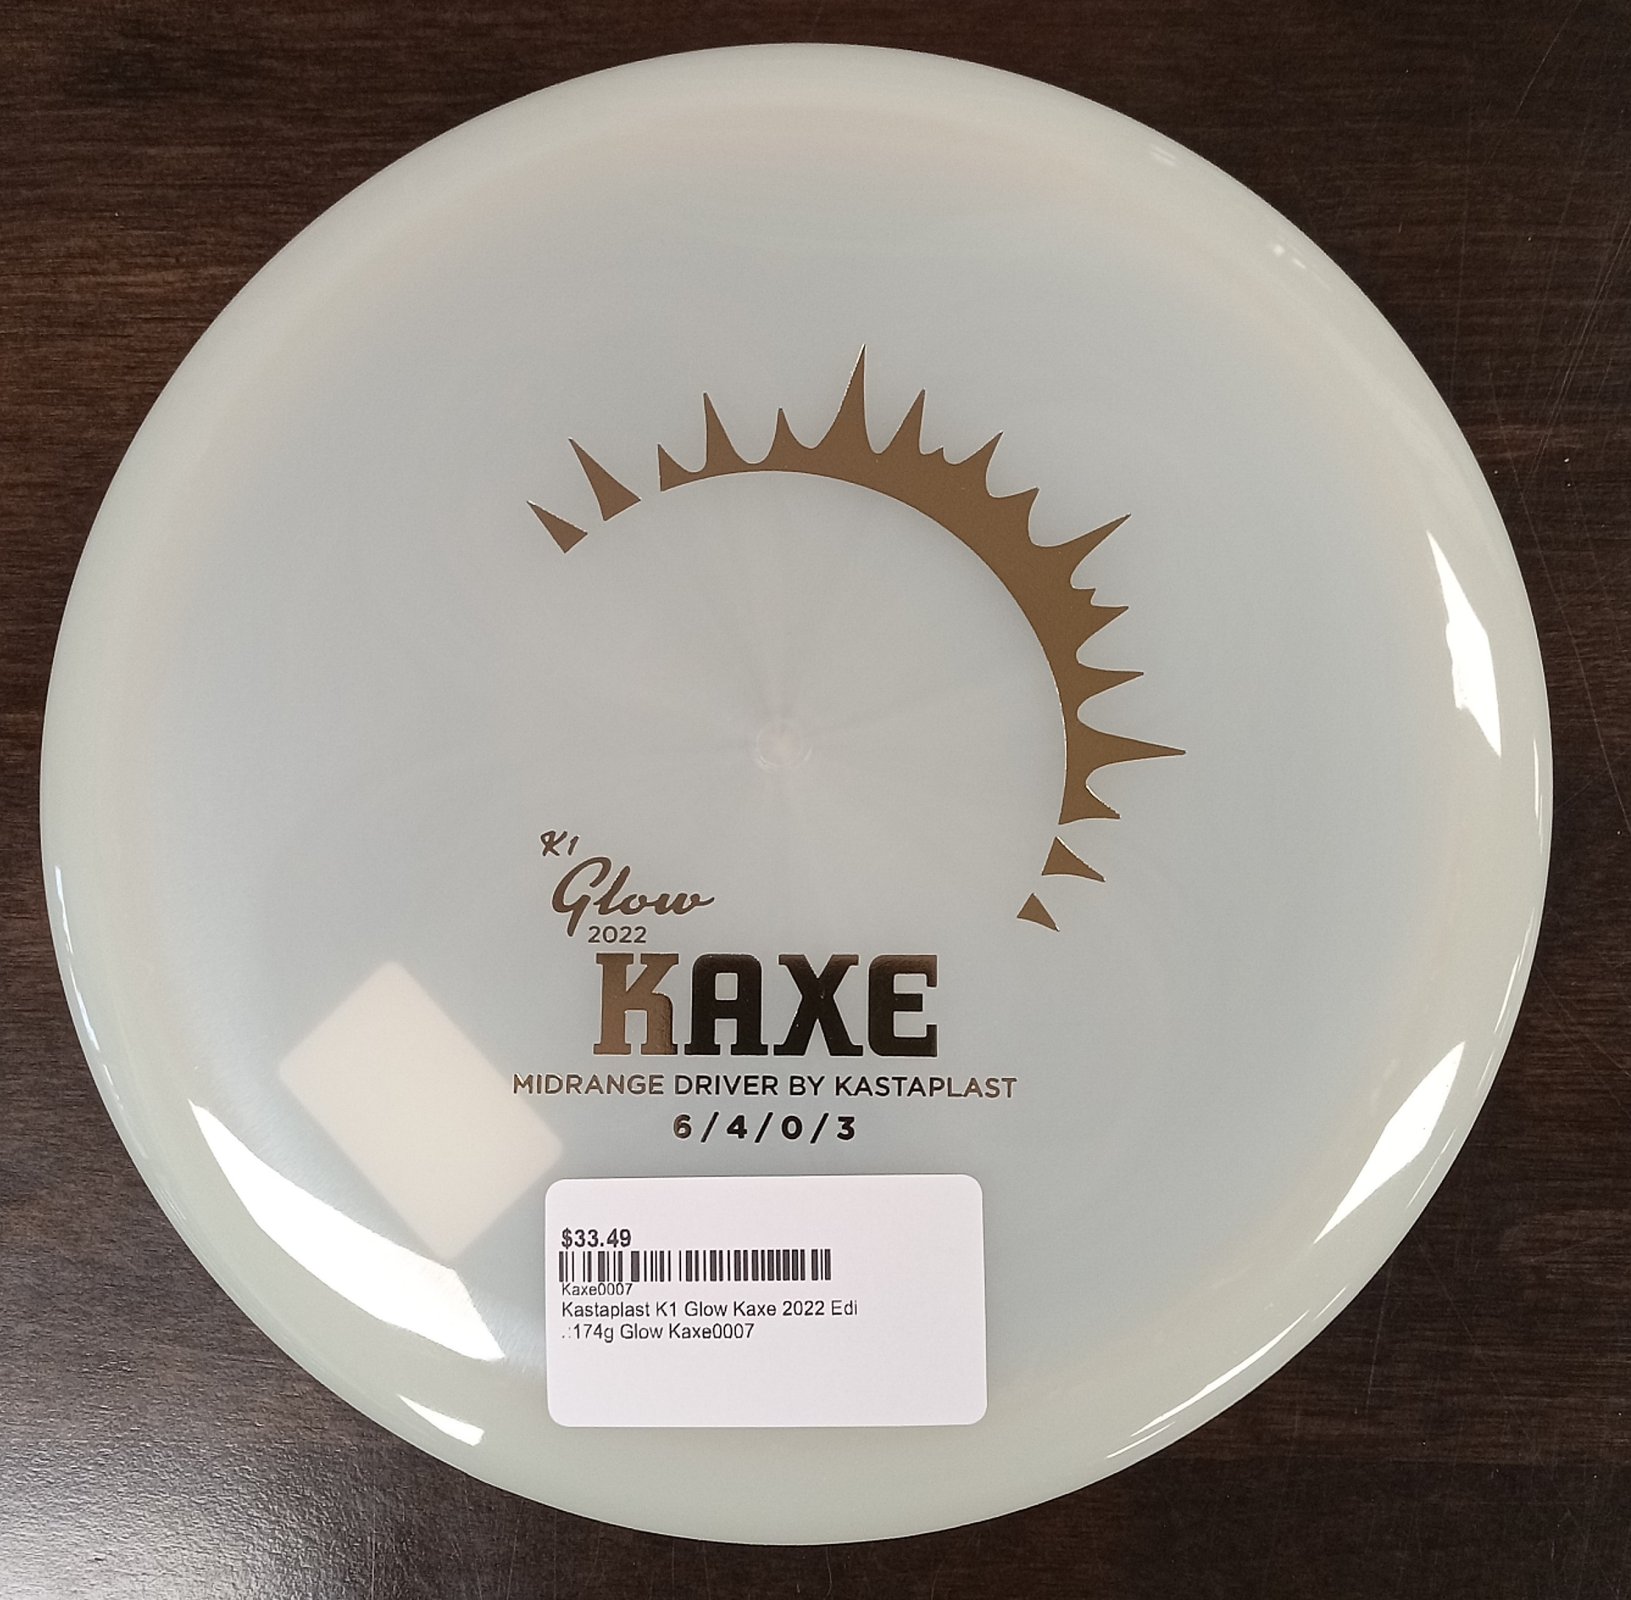 K1
Glow
2022
KAXE
MIDRANGE DRIVER BY KASTAPLAST
6 / 4 / 0 / 3
$33.49
Kaxe0007
Kastaplast K1 Glow Kaxe 2022 Edi
.:174g Glow Kaxe0007